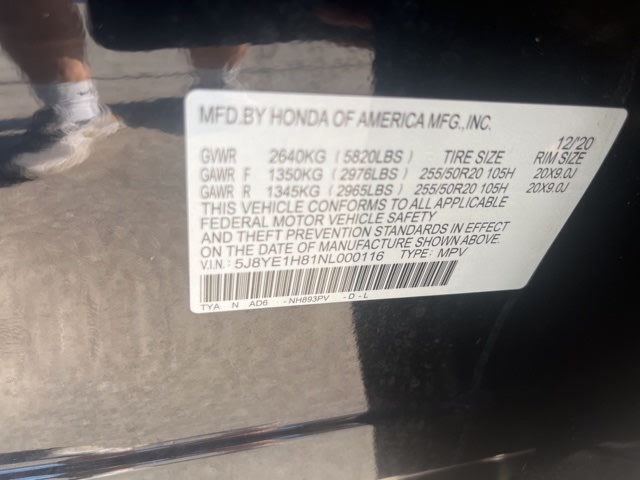 MFD.BY HONDA OF AMERICA MFG.,INC.
12/20
GVWR 2640KG (5820LBS) TIRE SIZE RIM SIZE
GAWR F 1350KG (2976LBS) 255/50R20 105H 20X9.0J
GAWR R 1345KG (2965LBS) 255/50R20 105H 20X9.0J
THIS VEHICLE CONFORMS TO ALL APPLICABLE
FEDERAL MOTOR VEHICLE SAFETY
AND THEFT PREVENTION STANDARDS IN EFFECT
ON THE DATE OF MANUFACTURE SHOWN ABOVE.
V.I.N.: 5J8YE1H81NL000116 TYPE: MPV
TYA N AD6 -NH893PV -D-L